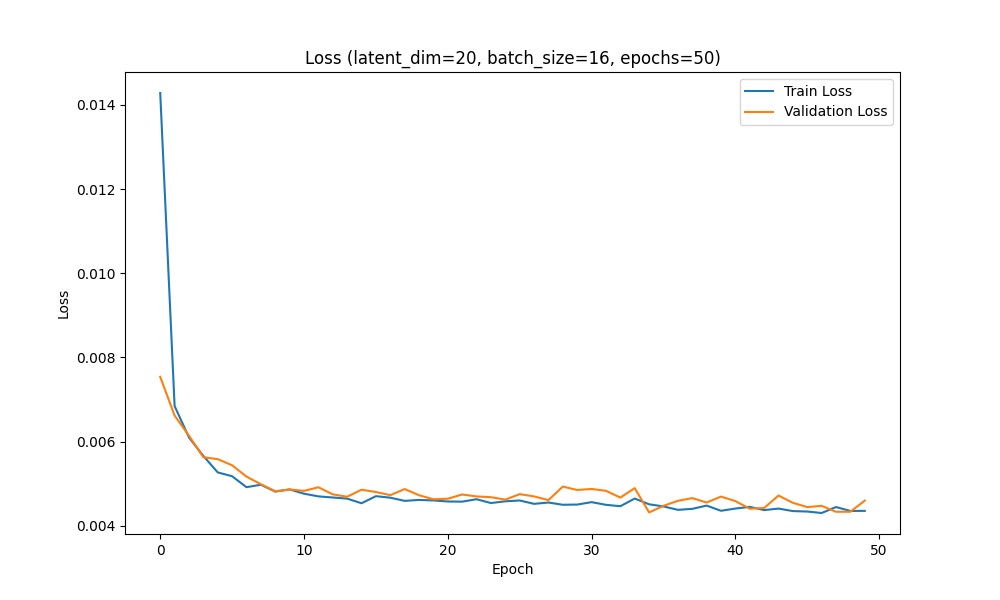 Loss (latent_dim=20, batch_size=16, epochs=50)
Train Loss
Validation Loss
0.014
0.012
0.010
0.008
0.006
0.004
Loss
0 10 20 30 40 50
Epoch